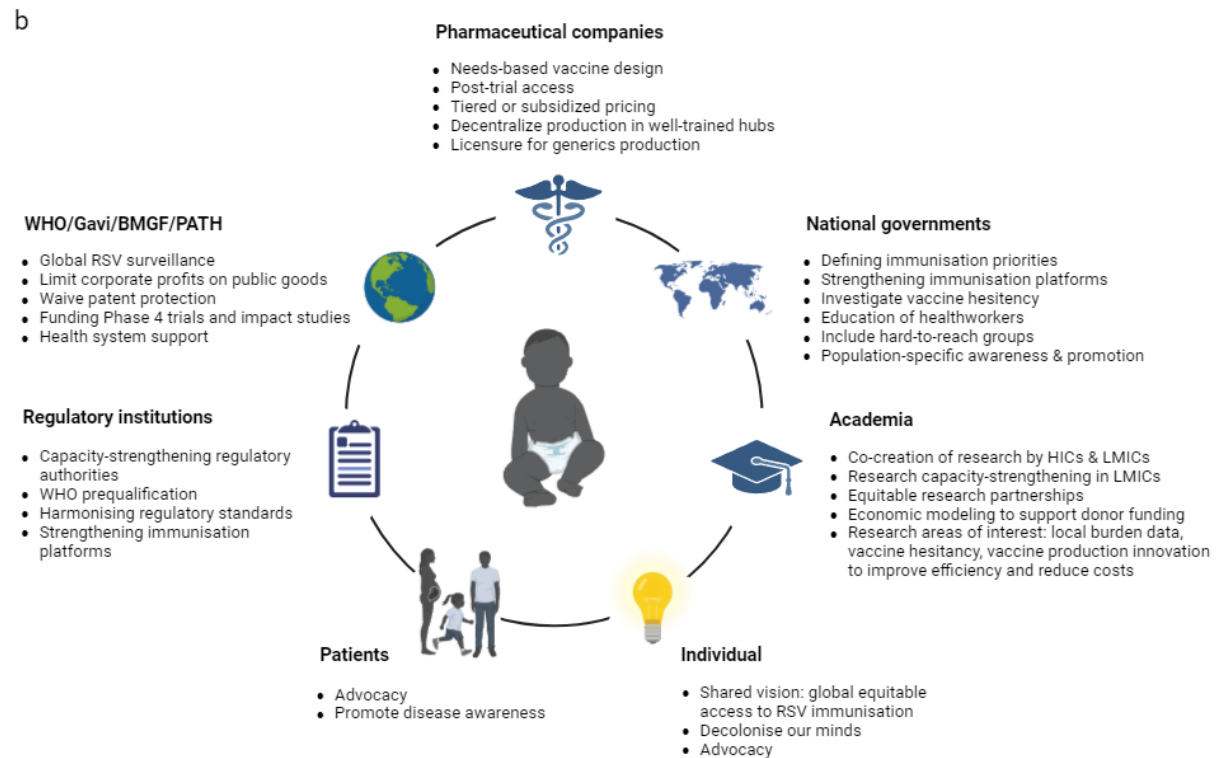 b
Pharmaceutical companies
• Needs-based vaccine design
• Post-trial access
• Tiered or subsidized pricing
• Decentralize production in well-trained hubs
• Licensure for generics production
WHO/Gavi/BMGF/PATH
• Global RSV surveillance
• Limit corporate profits on public goods
• Waive patent protection
• Funding Phase 4 trials and impact studies
• Health system support
National governments
• Defining immunisation priorities
• Strengthening immunisation platforms
• Investigate vaccine hesitency
• Education of healthworkers
• Include hard-to-reach groups
• Population-specific awareness & promotion
Regulatory institutions
• Capacity-strengthening regulatory
authorities
• WHO prequalification
• Harmonising regulatory standards
• Strengthening immunisation
platforms
Academia
• Co-creation of research by HICs & LMICs
• Research capacity-strengthening in LMICs
• Equitable research partnerships
• Economic modeling to support donor funding
• Research areas of interest: local burden data,
vaccine hesitancy, vaccine production innovation
to improve efficiency and reduce costs
Patients
• Advocacy
• Promote disease awareness
Individual
• Shared vision: global equitable
access to RSV immunisation
• Decolonise our minds
• Advocacy